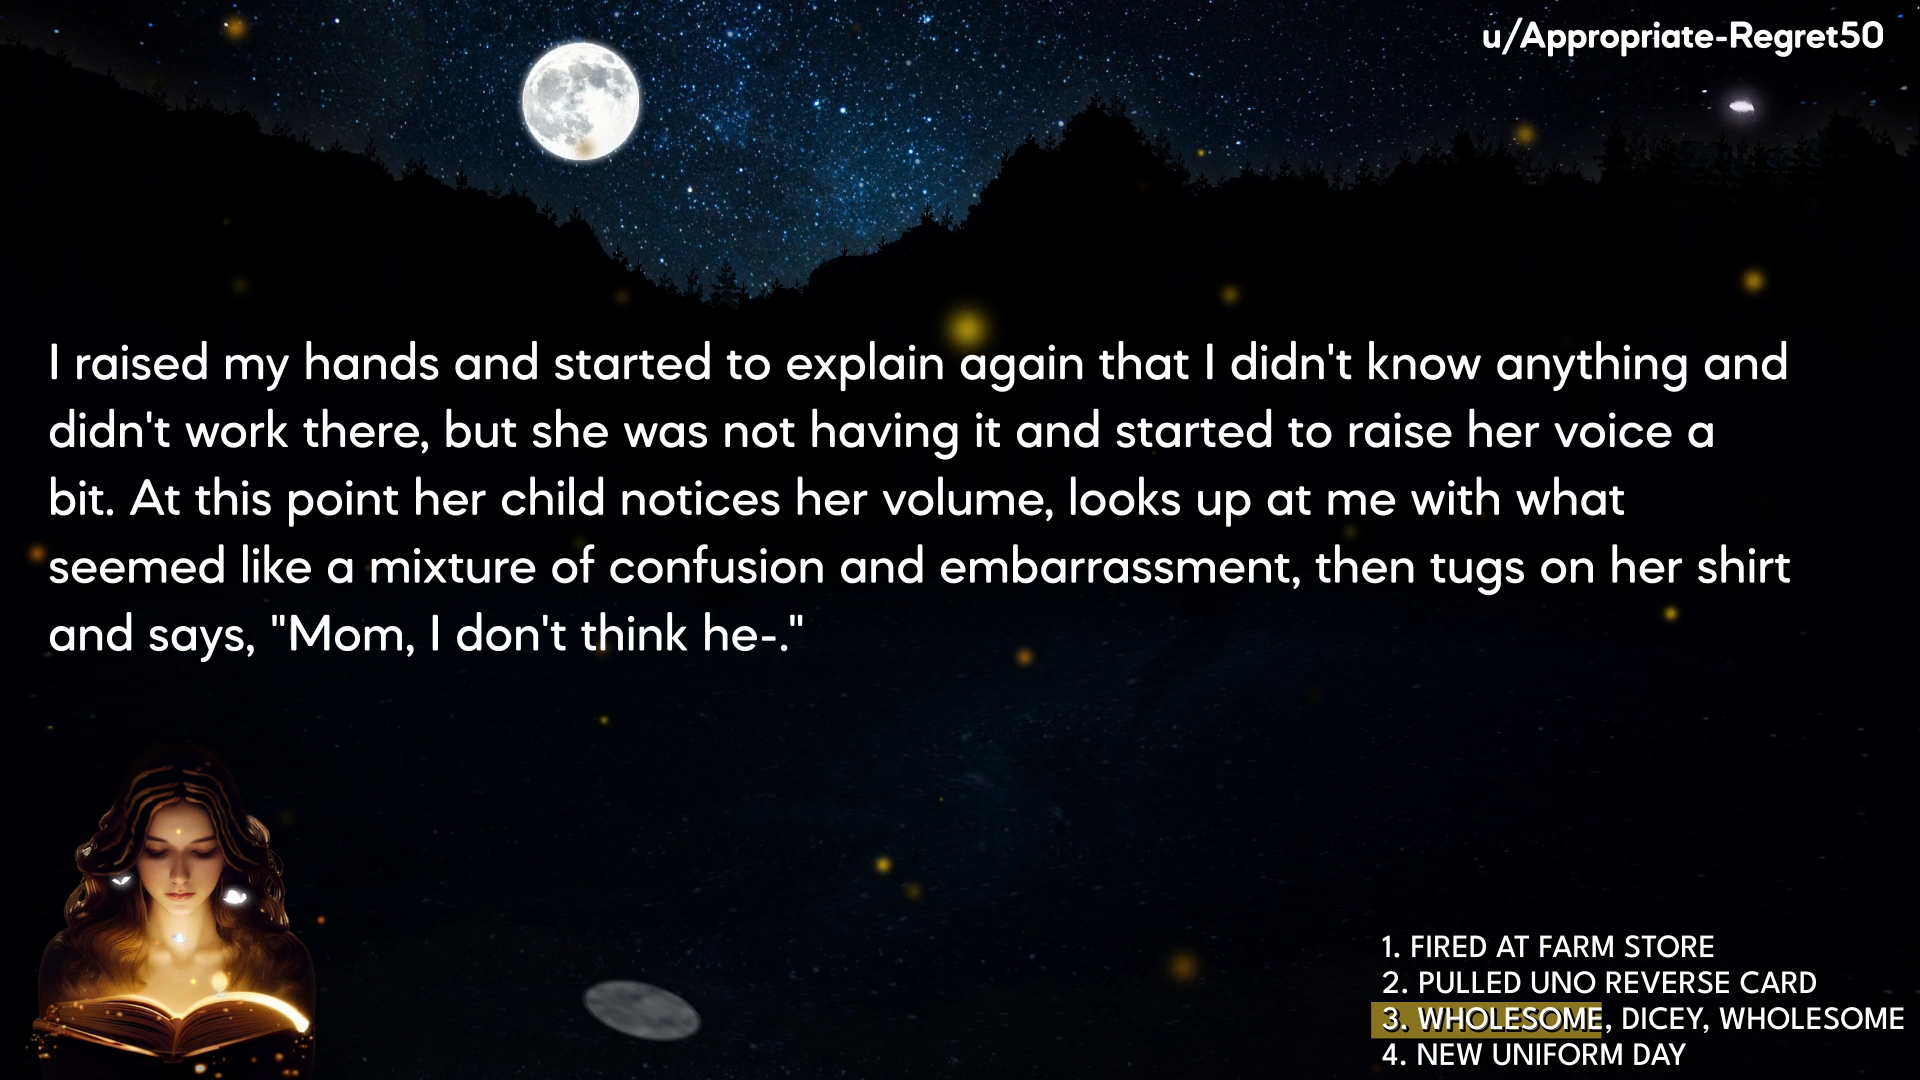 u/Appropriate-Regret50
I raised my hands and started to explain again that I didn't know anything and
didn't work there, but she was not having it and started to raise her voice a
bit. At this point her child notices her volume, looks up at me with what
seemed like a mixture of confusion and embarrassment, then tugs on her shirt
and says, "Mom, I don't think he-."
1. FIRED AT FARM STORE
2. PULLED UNO REVERSE CARD
3. WHOLESOME, DICEY, WHOLESOME
4. NEW UNIFORM DAY